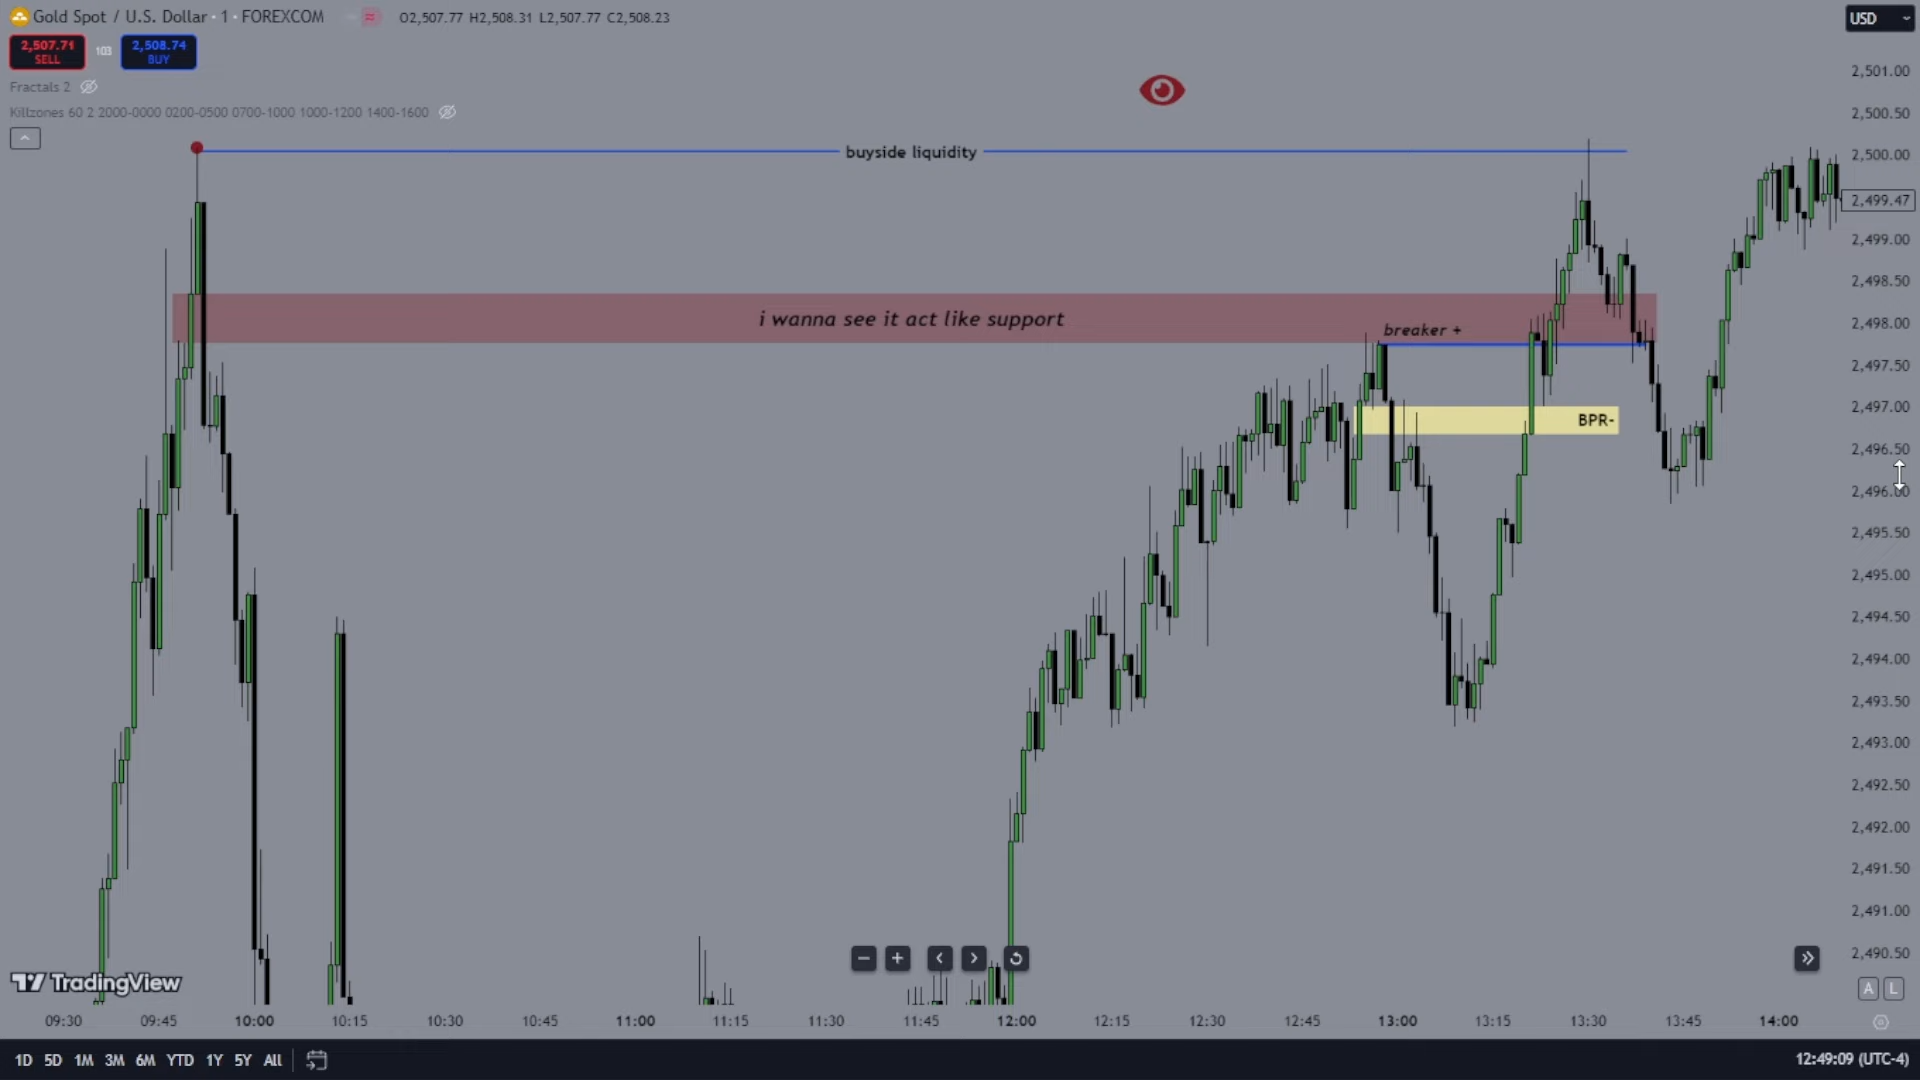 Gold Spot / U.S. Dollar · 1 · FOREXCOM
O2,507.77 H2,508.31 L2,507.77 C2,508.23
USD
2,507.71
SELL
103
2,508.74
BUY
Fractals 2
Killzones 60 2 2000-0000 0200-0500 0700-1000 1000-1200 1400-1600
buyside liquidity
i wanna see it act like support
breaker +
BPR-
2,501.00
2,500.50
2,500.00
2,499.47
2,499.00
2,498.50
2,498.00
2,497.50
2,497.00
2,496.50
2,496.00
2,495.50
2,495.00
2,494.50
2,494.00
2,493.50
2,493.00
2,492.50
2,492.00
2,491.50
2,491.00
2,490.50
TradingView
A L
09:30 09:45 10:00 10:15 10:30 10:45 11:00 11:15 11:30 11:45 12:00 12:15 12:30 12:45 13:00 13:15 13:30 13:45 14:00
1D 5D 1M 3M 6M YTD 1Y 5Y All
12:49:09 (UTC-4)